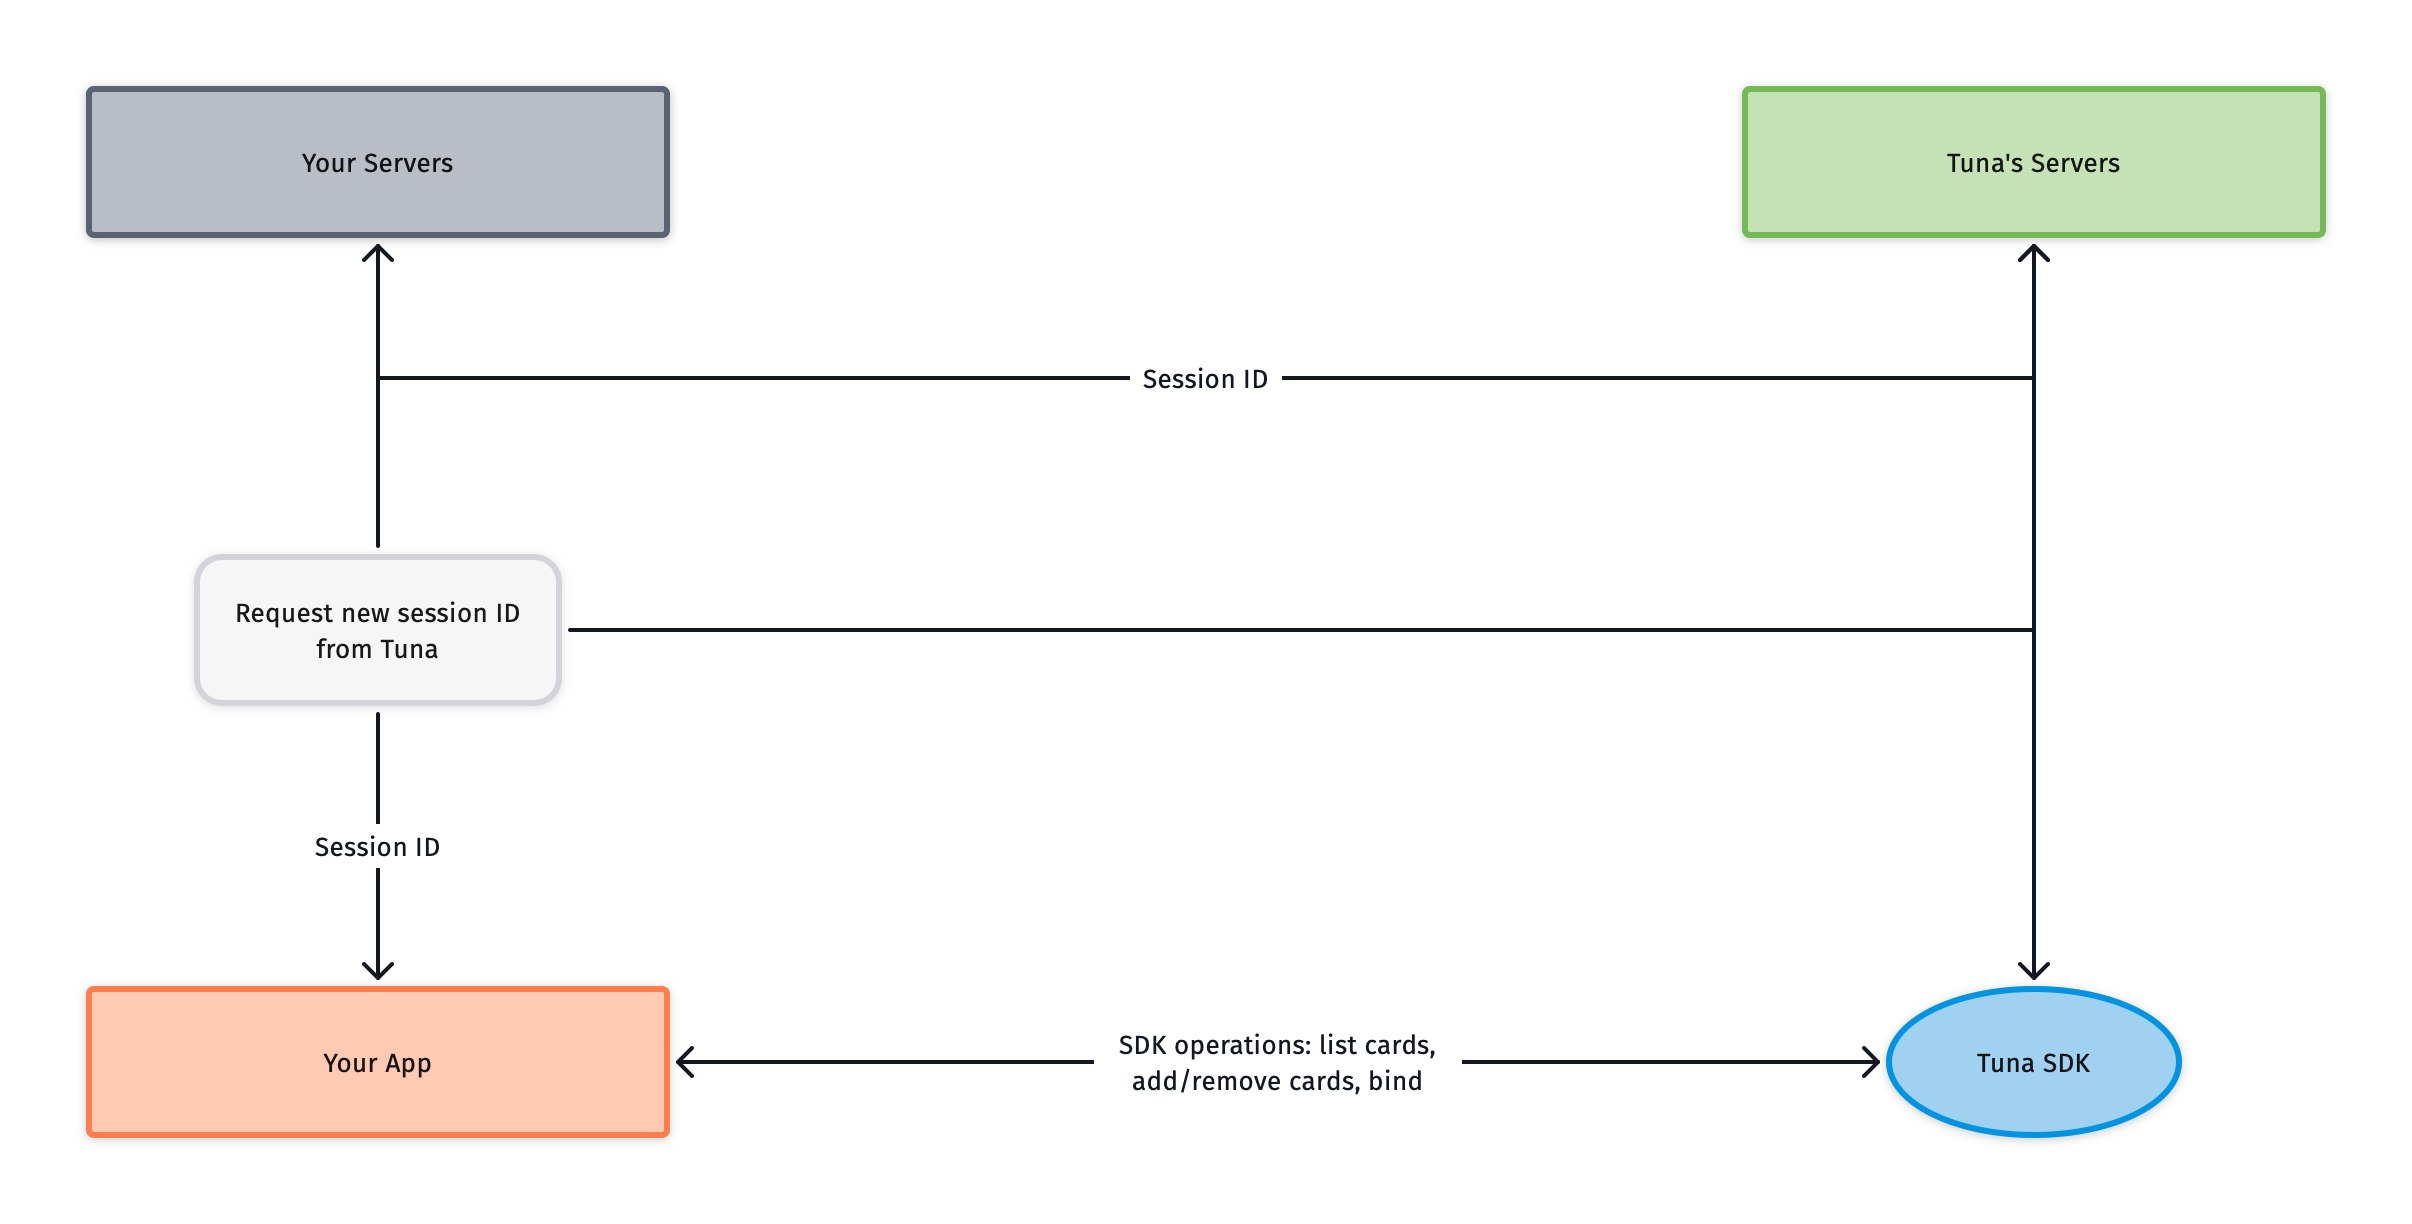 Your Servers
Tuna's Servers
Session ID
Request new session ID
from Tuna
Session ID
Your App
SDK operations: list cards,
add/remove cards, bind
Tuna SDK